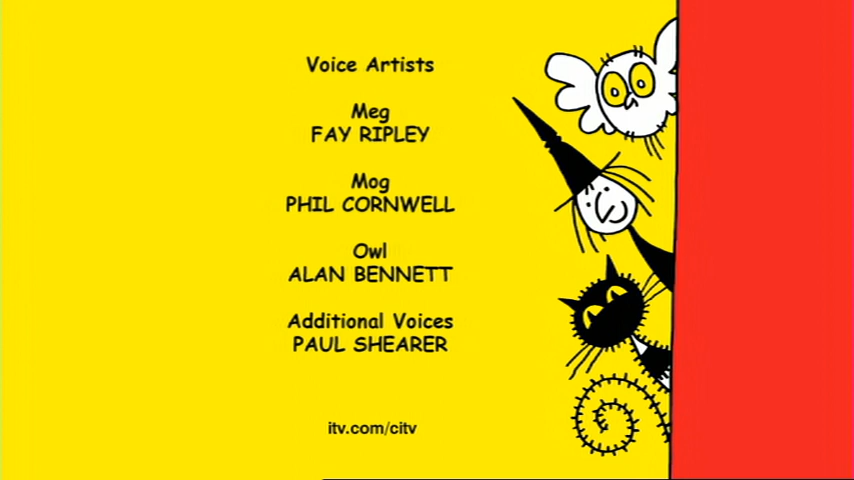 Voice Artists
Meg
FAY RIPLEY
Mog
PHIL CORNWELL
Owl
ALAN BENNETT
Additional Voices
PAUL SHEARER
itv.com/citv